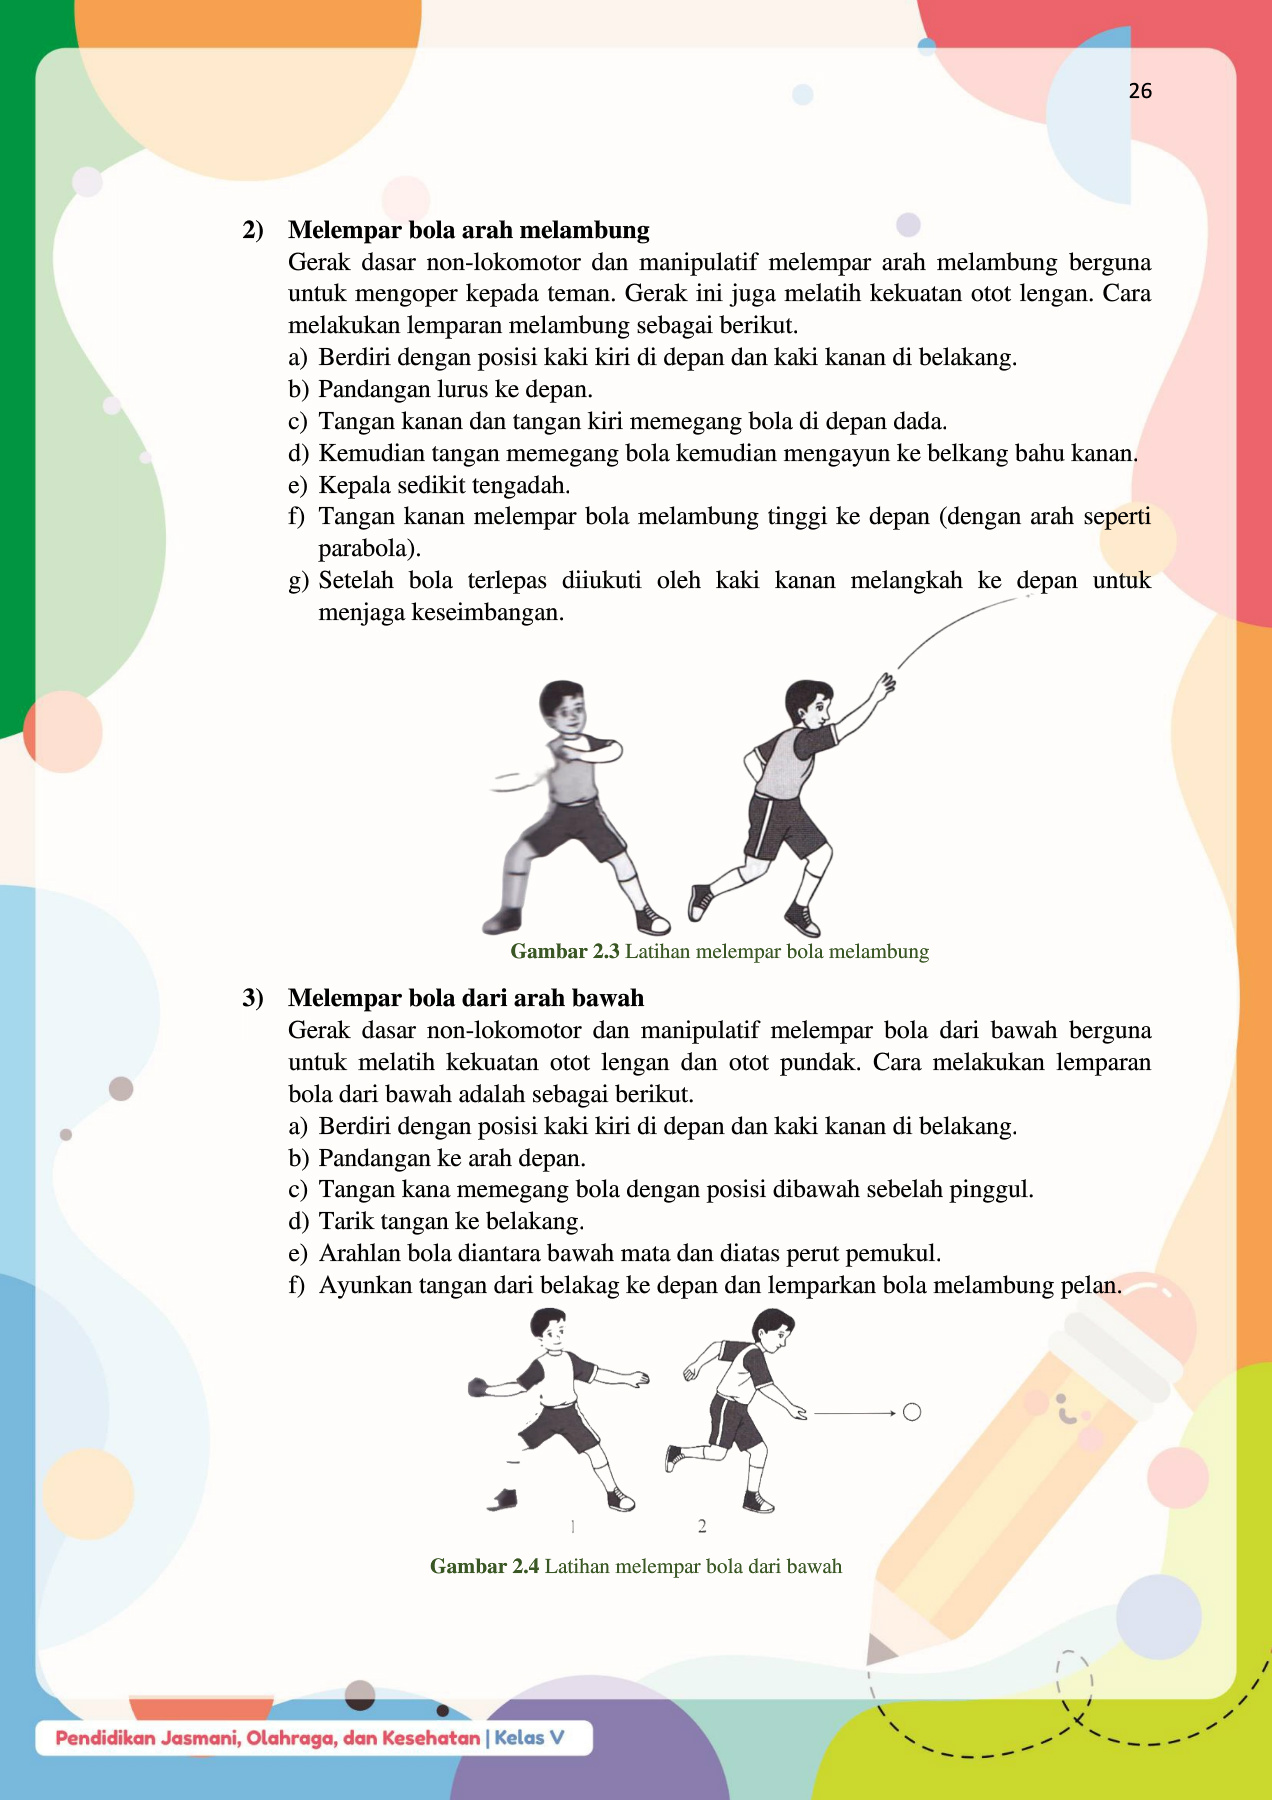 26
2) Melempar bola arah melambung
Gerak dasar non-lokomotor dan manipulatif melempar arah melambung berguna
untuk mengoper kepada teman. Gerak ini juga melatih kekuatan otot lengan. Cara
melakukan lemparan melambung sebagai berikut.
a) Berdiri dengan posisi kaki kiri di depan dan kaki kanan di belakang.
b) Pandangan lurus ke depan.
c) Tangan kanan dan tangan kiri memegang bola di depan dada.
d) Kemudian tangan memegang bola kemudian mengayun ke belkang bahu kanan.
e) Kepala sedikit tengadah.
f) Tangan kanan melempar bola melambung tinggi ke depan (dengan arah seperti
parabola).
g) Setelah bola terlepas diiukuti oleh kaki kanan melangkah ke depan untuk
menjaga keseimbangan.
Gambar 2.3 Latihan melempar bola melambung
3) Melempar bola dari arah bawah
Gerak dasar non-lokomotor dan manipulatif melempar bola dari bawah berguna
untuk melatih kekuatan otot lengan dan otot pundak. Cara melakukan lemparan
bola dari bawah adalah sebagai berikut.
a) Berdiri dengan posisi kaki kiri di depan dan kaki kanan di belakang.
b) Pandangan ke arah depan.
c) Tangan kana memegang bola dengan posisi dibawah sebelah pinggul.
d) Tarik tangan ke belakang.
e) Arahlan bola diantara bawah mata dan diatas perut pemukul.
f) Ayunkan tangan dari belakag ke depan dan lemparkan bola melambung pelan.
1 2
Gambar 2.4 Latihan melempar bola dari bawah
Pendidikan Jasmani, Olahraga, dan Kesehatan | Kelas V